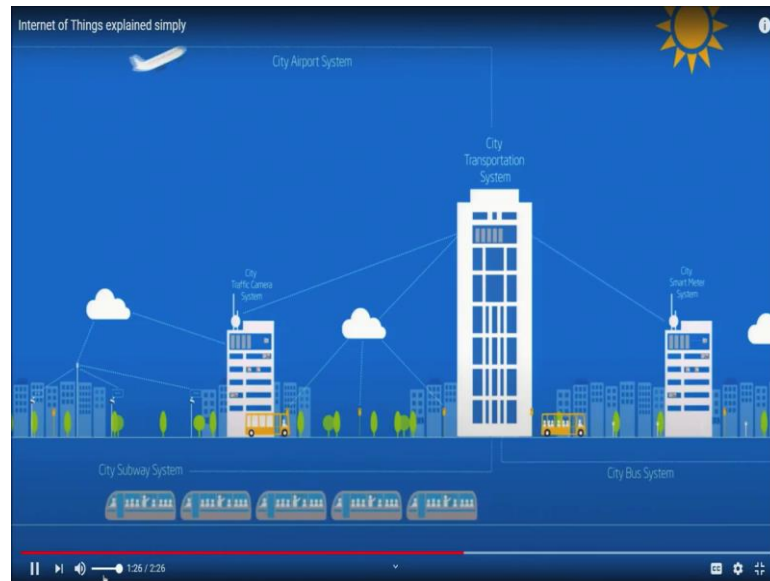 Internet of Things explained simply
City Airport System
City
Transportation
System
City
Traffic Camera
System
City
Smart Meter
System
City Subway System
City Bus System
1:26 / 2:26
CC